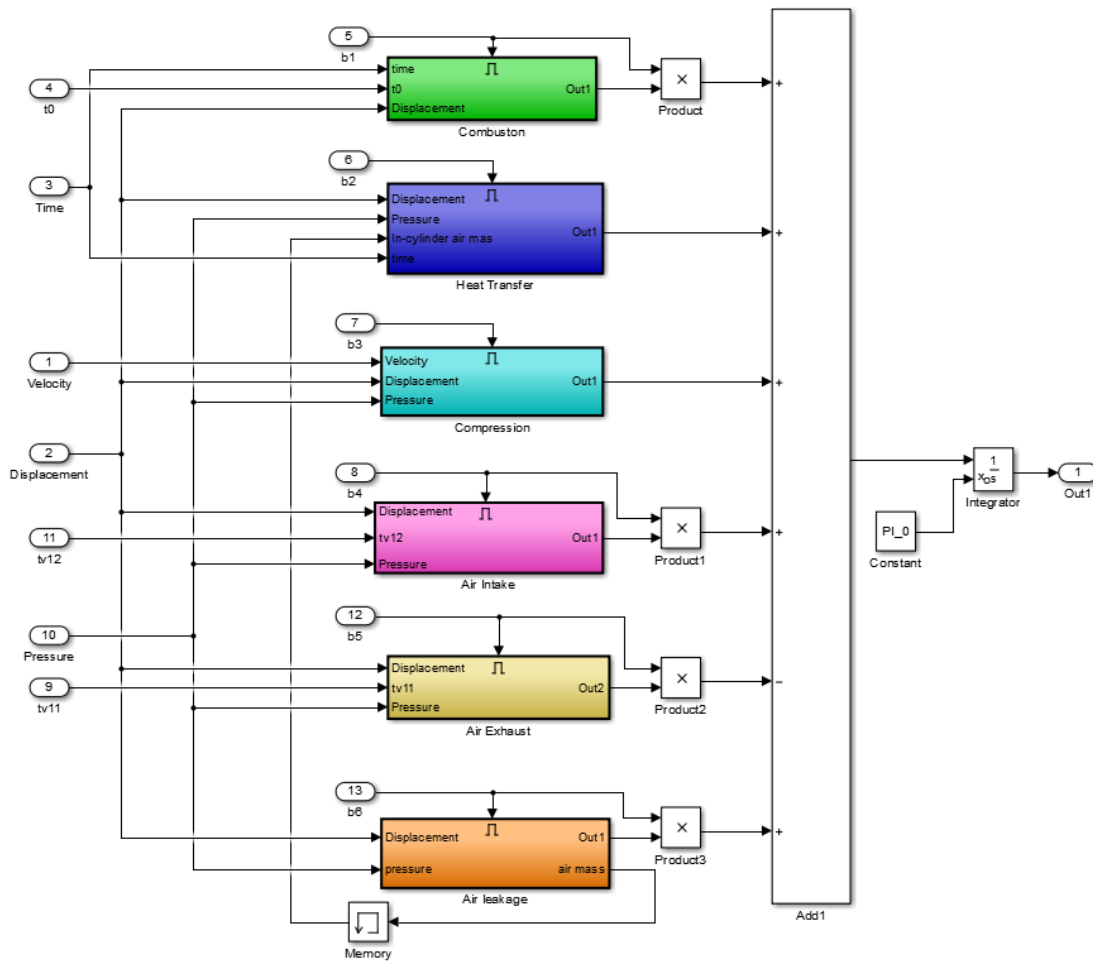 5
b1
time
t0
Displacement
Out1
Combuston
×
Product
+
4
t0
6
b2
3
Time
Displacement
Pressure
In-cylinder air mas
time
Out1
Heat Transfer
+
7
b3
1
Velocity
Velocity
Displacement
Pressure
Out1
Compression
+
2
Displacement
8
b4
Displacement
tv12
Pressure
Out1
Air Intake
×
Product1
+
11
tv12
1
xos
Integrator
1
Out1
PI_0
Constant
12
b5
10
Pressure
9
tv11
Displacement
tv11
Pressure
Out2
Air Exhaust
×
Product2
−
13
b6
Displacement
pressure
Out1
air mass
Air leakage
×
Product3
+
Add1
Memory